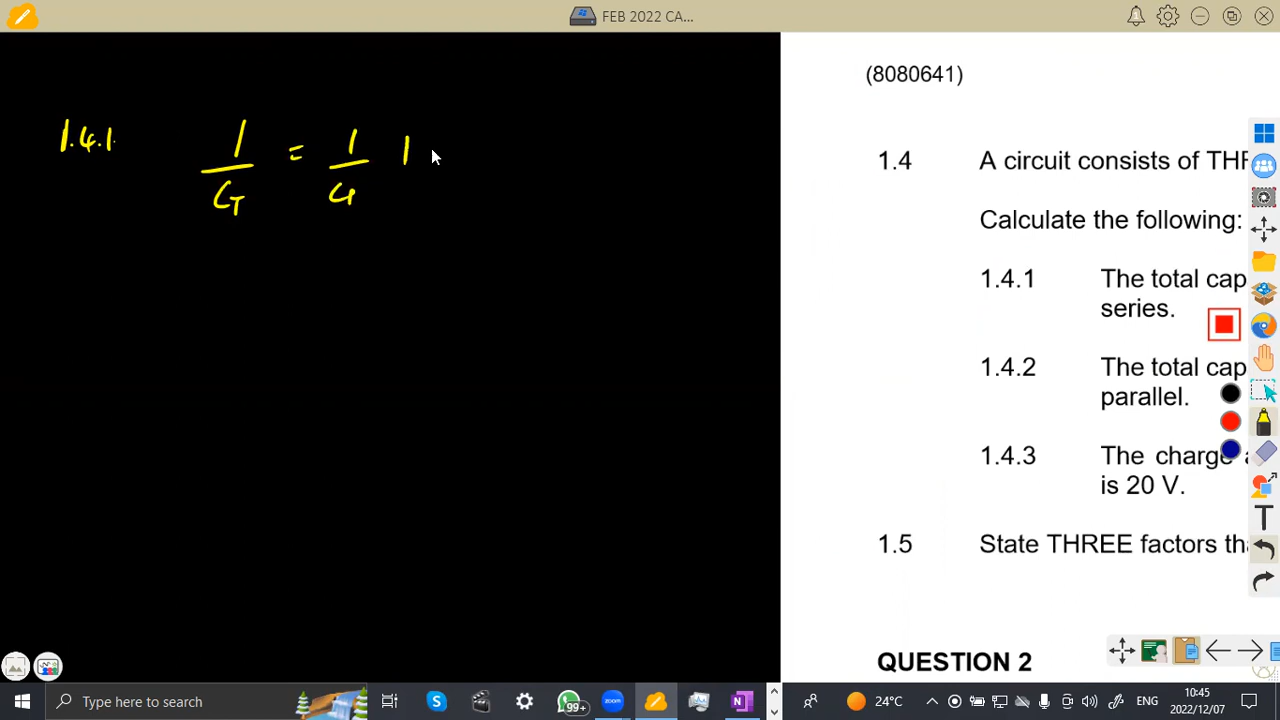 FEB 2022 CA...
1.4.1 1/CT = 1/C1 1
(8080641)
1.4 A circuit consists of THR
Calculate the following:
1.4.1 The total cap
series.
1.4.2 The total cap
parallel.
1.4.3 The charge a
is 20 V.
1.5 State THREE factors tha
QUESTION 2
Type here to search
99+
zoom
24°C
ENG
10:45
2022/12/07